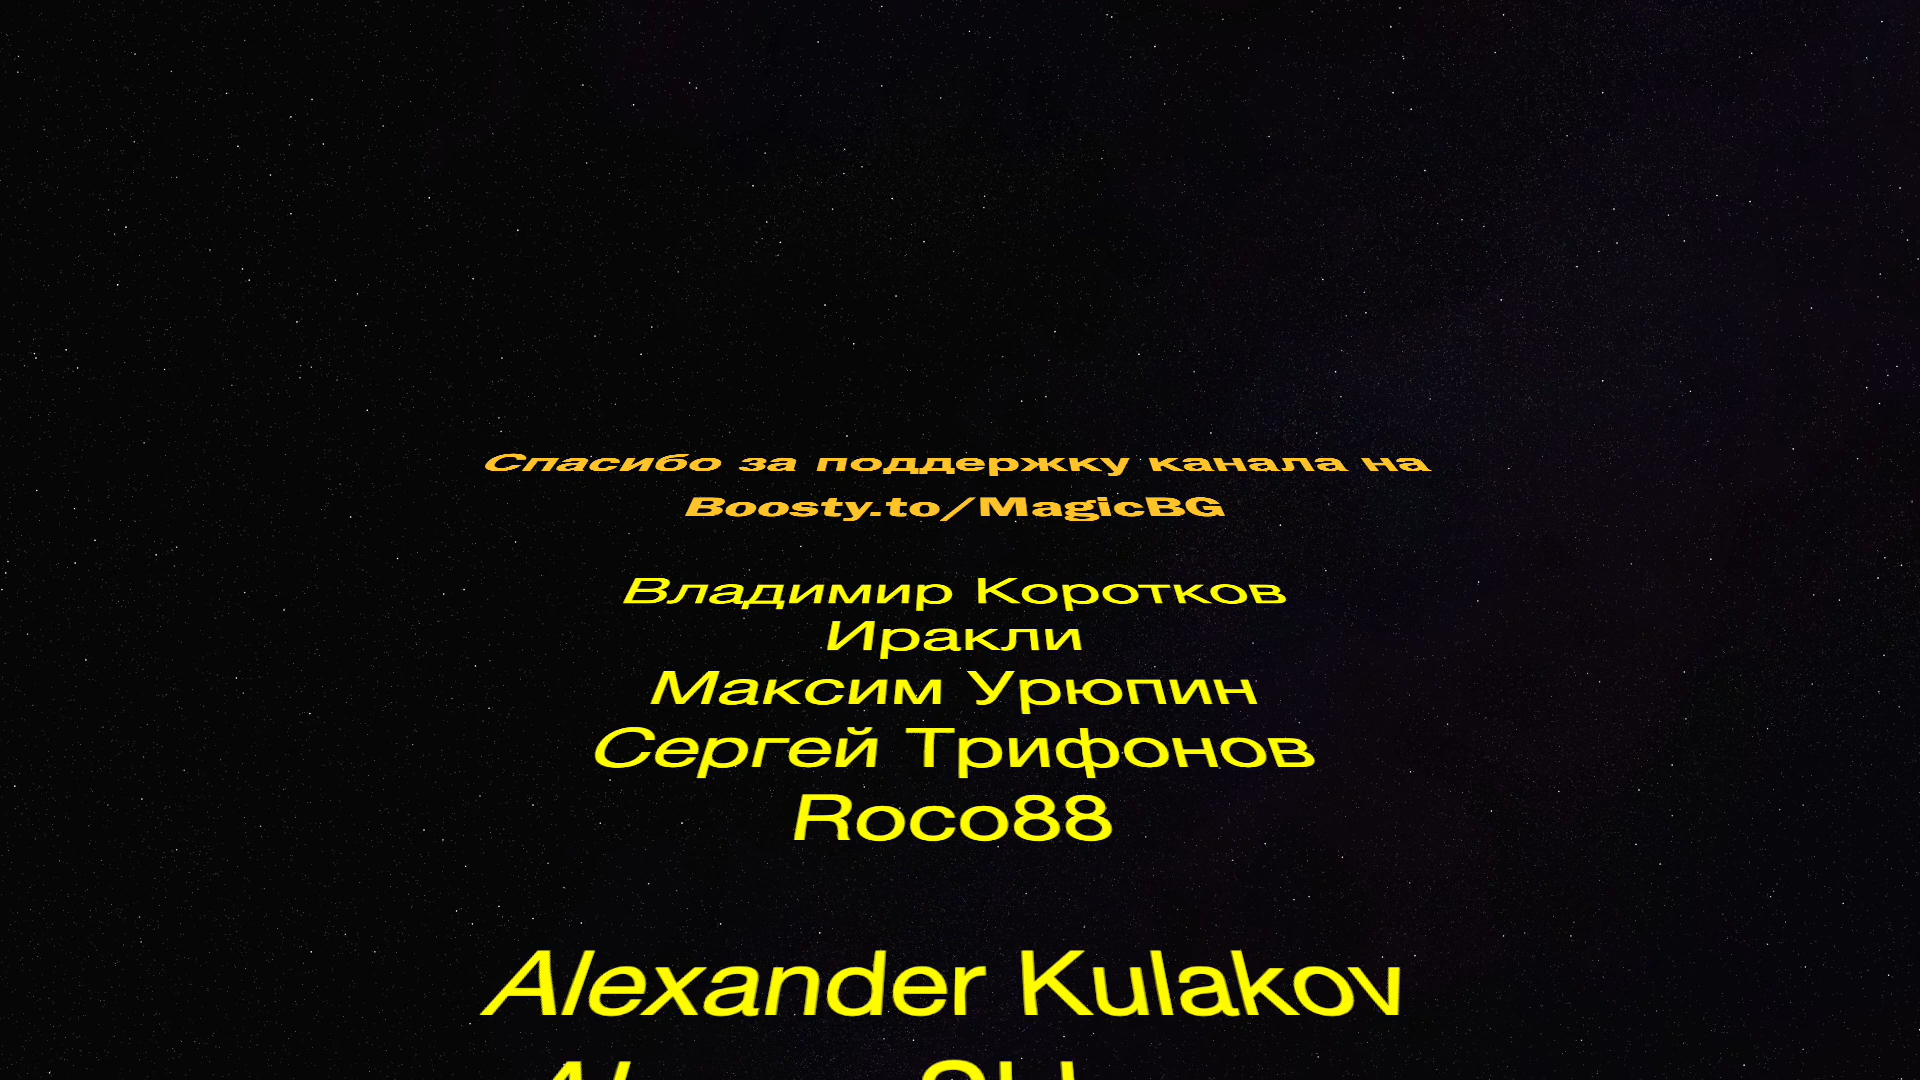 Спасибо за поддержку канала на
Boosty.to/MagicBG
Владимир Коротков
Иракли
Максим Урюпин
Сергей Трифонов
Roco88
Alexander Kulakov